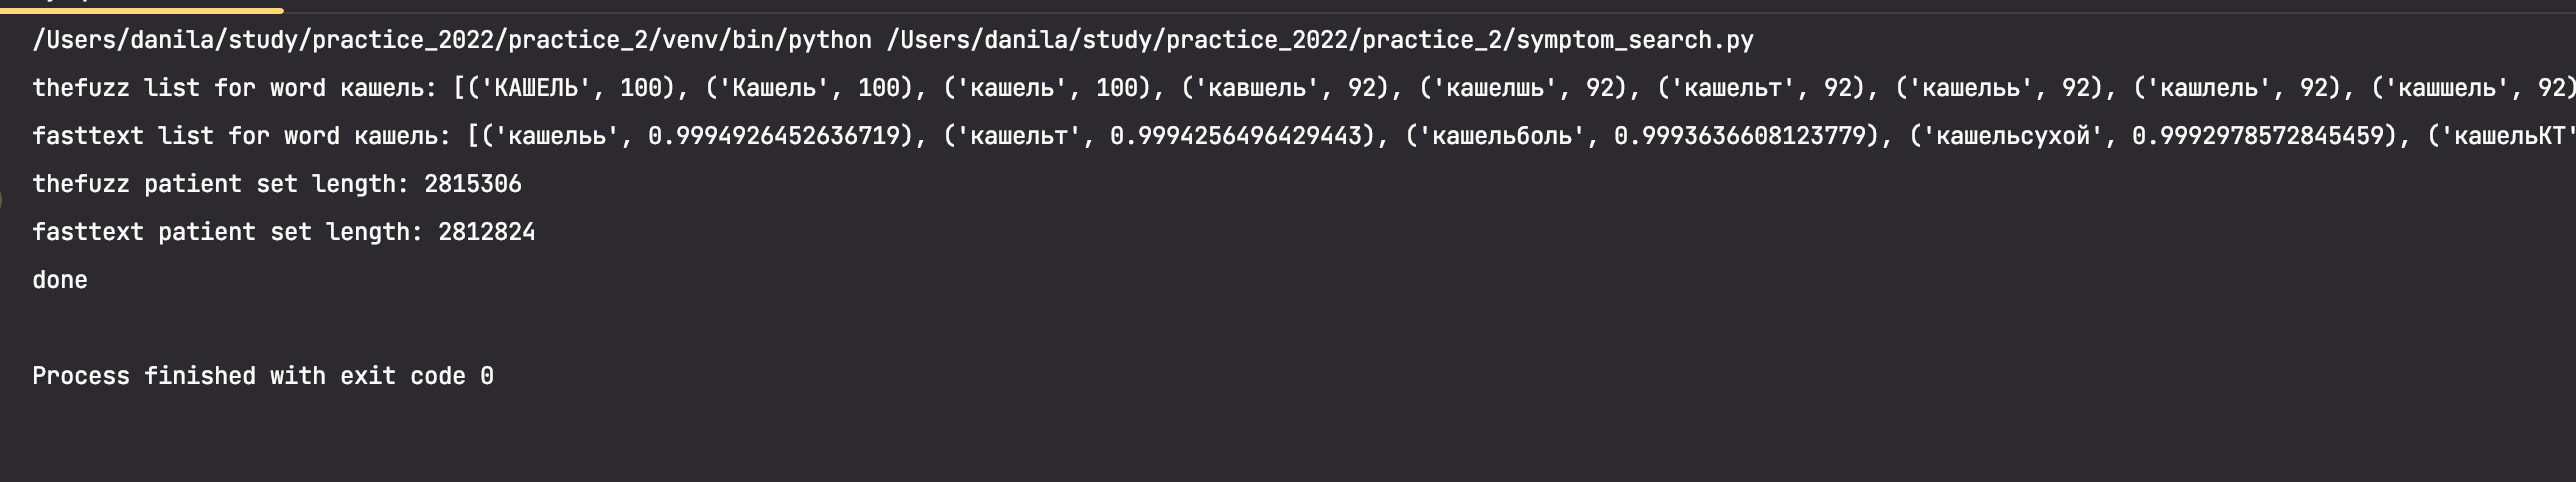 /Users/danila/study/practice_2022/practice_2/venv/bin/python /Users/danila/study/practice_2022/practice_2/symptom_search.py
thefuzz list for word кашель: [('КАШЕЛЬ', 100), ('Кашель', 100), ('кашель', 100), ('кавшель', 92), ('кашелшь', 92), ('кашельт', 92), ('кашельь', 92), ('кашлель', 92), ('кашшель', 92)
fasttext list for word кашель: [('кашельь', 0.9994926452636719), ('кашельт', 0.9994256496429443), ('кашельболь', 0.9993636608123779), ('кашельсухой', 0.9992978572845459), ('кашельКТ'
thefuzz patient set length: 2815306
fasttext patient set length: 2812824
done
Process finished with exit code 0